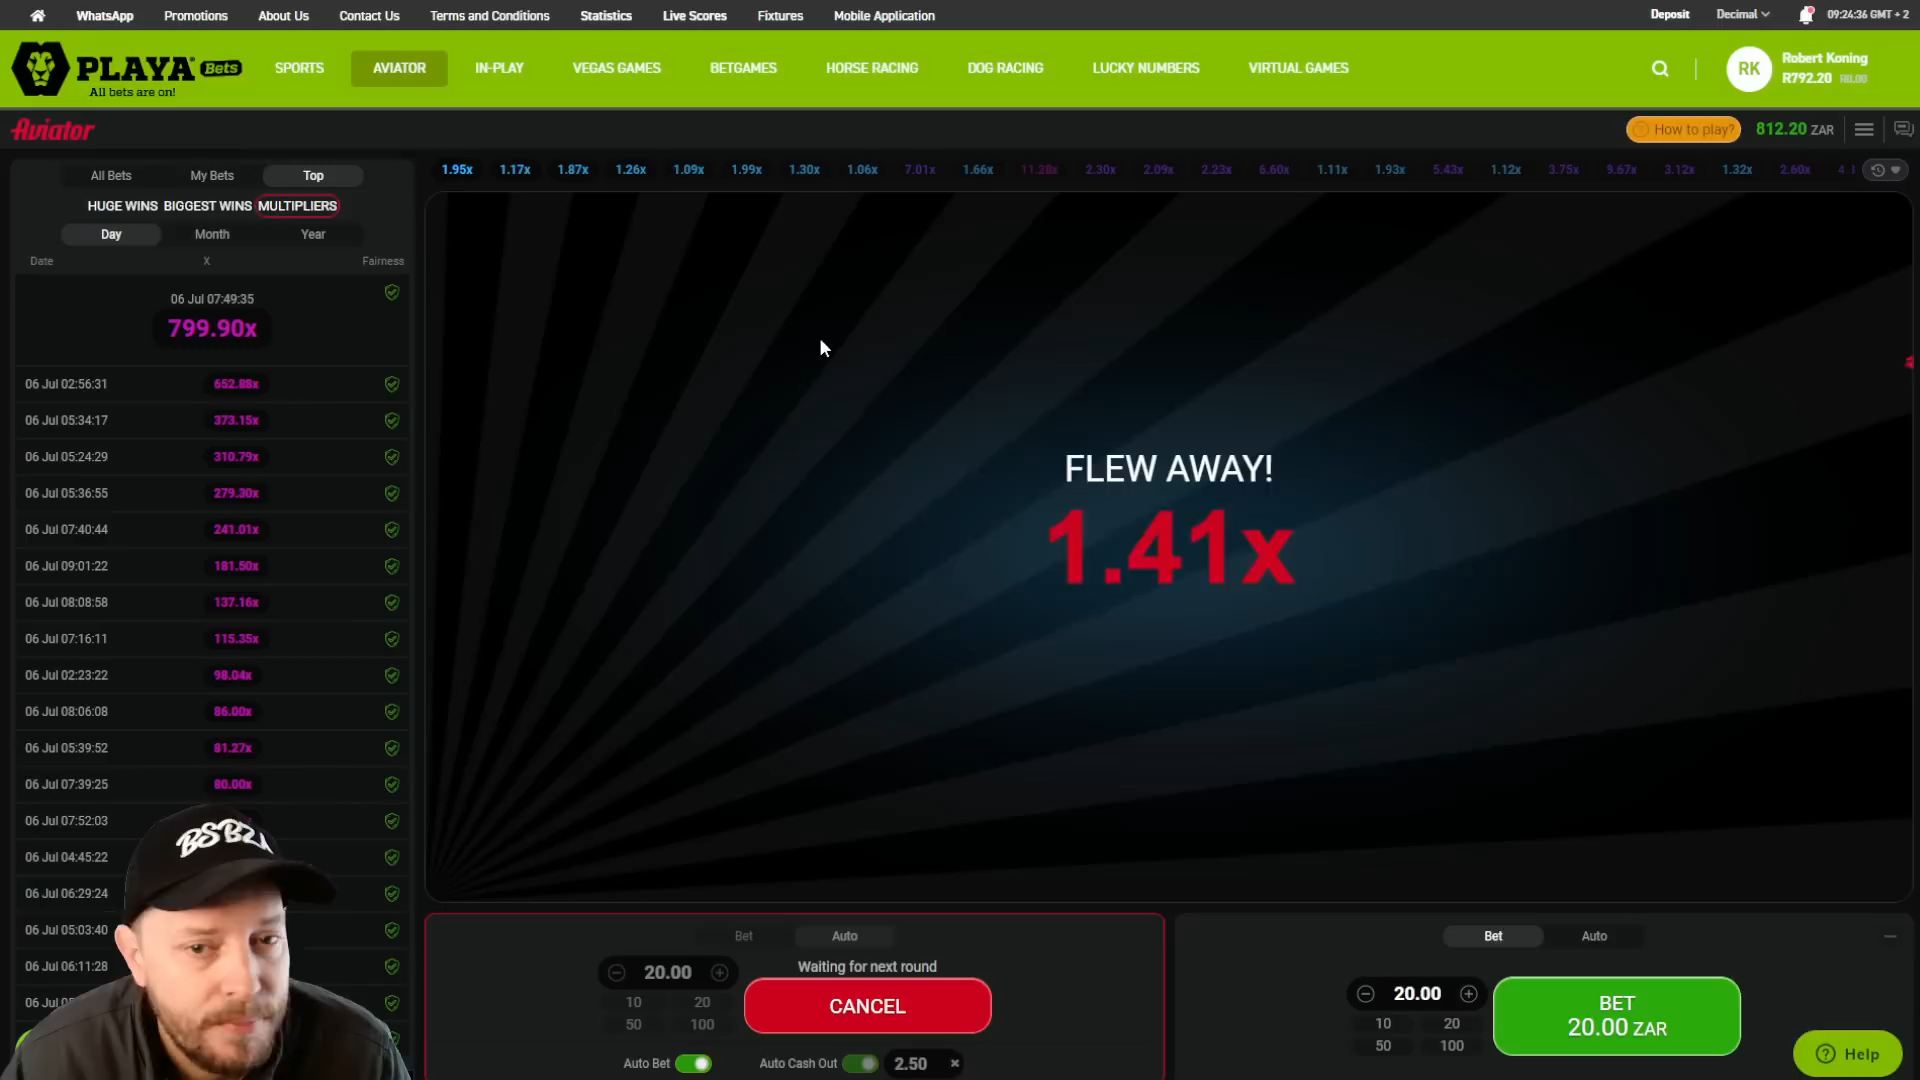 WhatsApp Promotions About Us Contact Us Terms and Conditions Statistics Live Scores Fixtures Mobile Application Deposit Decimal 09:24:36 GMT + 2
PLAYA Bets
All bets are on!
SPORTS AVIATOR IN-PLAY VEGAS GAMES BETGAMES HORSE RACING DOG RACING LUCKY NUMBERS VIRTUAL GAMES
RK
Robert Koning
R792.20 R0.00
Aviator
How to play? 812.20 ZAR
1.95x 1.17x 1.87x 1.26x 1.09x 1.99x 1.30x 1.06x 7.01x 1.66x 11.28x 2.30x 2.09x 2.23x 6.60x 1.11x 1.93x 5.43x 1.12x 3.75x 9.67x 3.12x 1.32x 2.60x
All Bets My Bets Top
HUGE WINS BIGGEST WINS MULTIPLIERS
Day Month Year
Date X Fairness
06 Jul 07:49:35
799.90x
06 Jul 02:56:31 652.88x
06 Jul 05:34:17 373.15x
06 Jul 05:24:29 310.79x
06 Jul 05:36:55 279.30x
06 Jul 07:40:44 241.01x
06 Jul 09:01:22 181.50x
06 Jul 08:08:58 137.16x
06 Jul 07:16:11 115.35x
06 Jul 02:23:22 98.04x
06 Jul 08:06:08 86.00x
06 Jul 05:39:52 81.27x
06 Jul 07:39:25 80.00x
06 Jul 07:52:03
06 Jul 04:45:22
06 Jul 06:29:24
06 Jul 05:03:40
06 Jul 06:11:28
06 Jul
FLEW AWAY!
1.41x
Bet Auto
20.00
10 20
50 100
Waiting for next round
CANCEL
Auto Bet Auto Cash Out 2.50
Bet Auto
20.00
10 20
50 100
BET
20.00 ZAR
Help